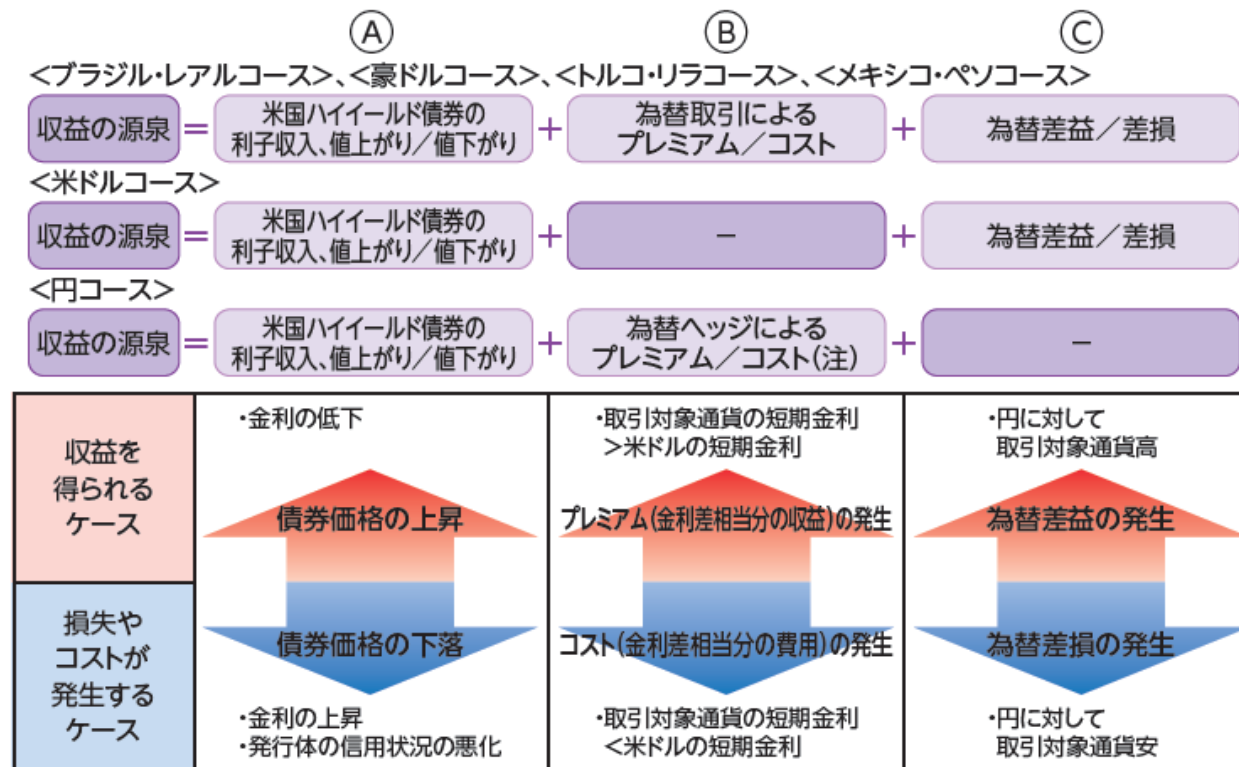 Ⓐ Ⓑ Ⓒ
<ブラジル・レアルコース>、<豪ドルコース>、<トルコ・リラコース>、<メキシコ・ペソコース>
収益の源泉
=
米国ハイイールド債券の
利子収入、値上がり/値下がり
+
為替取引による
プレミアム/コスト
+
為替差益/差損
<米ドルコース>
収益の源泉
=
米国ハイイールド債券の
利子収入、値上がり/値下がり
+
－
+
為替差益/差損
<円コース>
収益の源泉
=
米国ハイイールド債券の
利子収入、値上がり/値下がり
+
為替ヘッジによる
プレミアム/コスト(注)
+
－
収益を
得られる
ケース
・金利の低下
債券価格の上昇
・取引対象通貨の短期金利
>米ドルの短期金利
プレミアム(金利差相当分の収益)の発生
・円に対して
取引対象通貨高
為替差益の発生
損失や
コストが
発生する
ケース
債券価格の下落
・金利の上昇
・発行体の信用状況の悪化
コスト(金利差相当分の費用)の発生
・取引対象通貨の短期金利
<米ドルの短期金利
為替差損の発生
・円に対して
取引対象通貨安